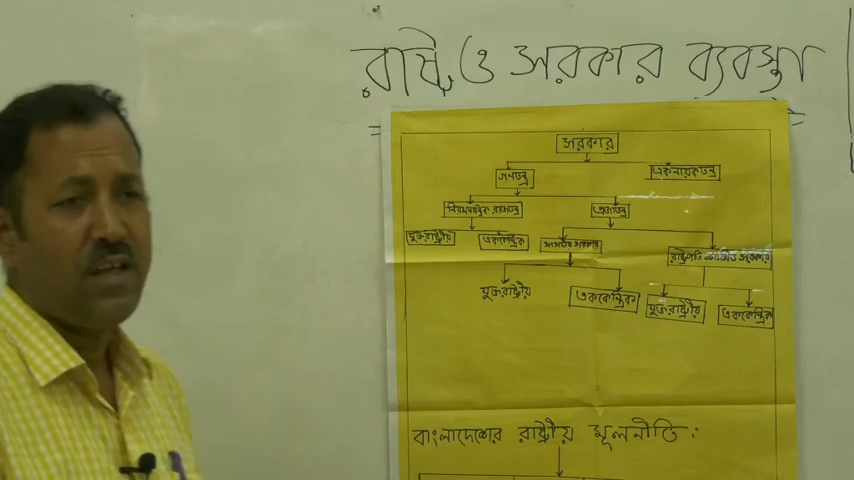 রাষ্ট্র ও সরকার ব্যবস্থা
সরকার
গনতন্ত্র একনায়কতন্ত্র
নিয়মতান্ত্রিক রাজতন্ত্র প্রজাতন্ত্র
যুক্তরাষ্ট্রীয় এককেন্দ্রিক সংসদীয় সরকার রাষ্ট্রপতি শাসিত সরকার
যুক্তরাষ্ট্রীয় এককেন্দ্রিক যুক্তরাষ্ট্রীয় এককেন্দ্রিক
বাংলাদেশের রাষ্ট্রীয় মূলনীতি: